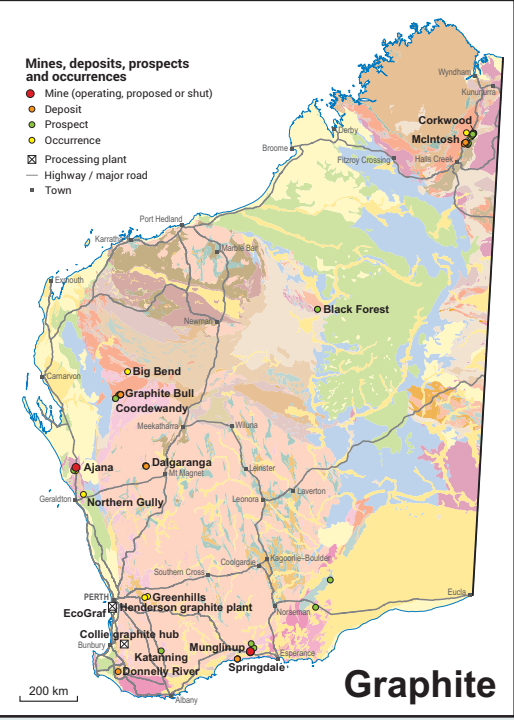 Mines, deposits, prospects
and occurrences
Mine (operating, proposed or shut)
Deposit
Prospect
Occurrence
Processing plant
Highway / major road
Town
Wyndham
Kununurra
Corkwood
McIntosh
Halls Creek
Derby
Broome
Fitzroy Crossing
Port Hedland
Karratha
Marble Bar
Exmouth
Black Forest
Newman
Big Bend
Carnarvon
Graphite Bull
Coordewandy
Meekatharra
Wiluna
Dalgaranga
Ajana
Mt Magnet
Leinster
Northern Gully
Geraldton
Leonora
Laverton
Kalgoorlie–Boulder
Coolgardie
Southern Cross
Eucla
PERTH
Greenhills
Henderson graphite plant
EcoGraf
Norseman
Collie graphite hub
Bunbury
Munglinup
Katanning
Esperance
Springdale
Donnelly River
Albany
200 km
Graphite